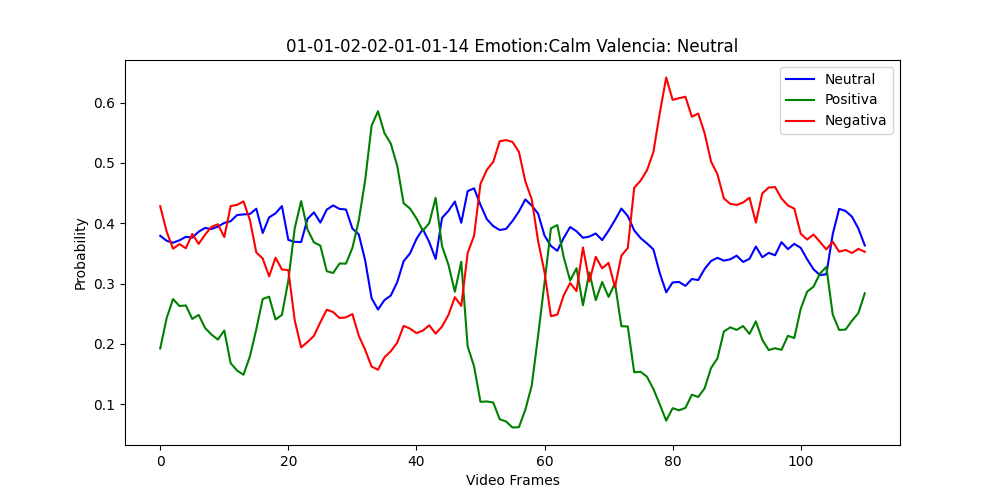 01-01-02-02-01-01-14 Emotion:Calm Valencia: Neutral
Neutral
Positiva
Negativa
Probability
0.6
0.5
0.4
0.3
0.2
0.1
0 20 40 60 80 100
Video Frames